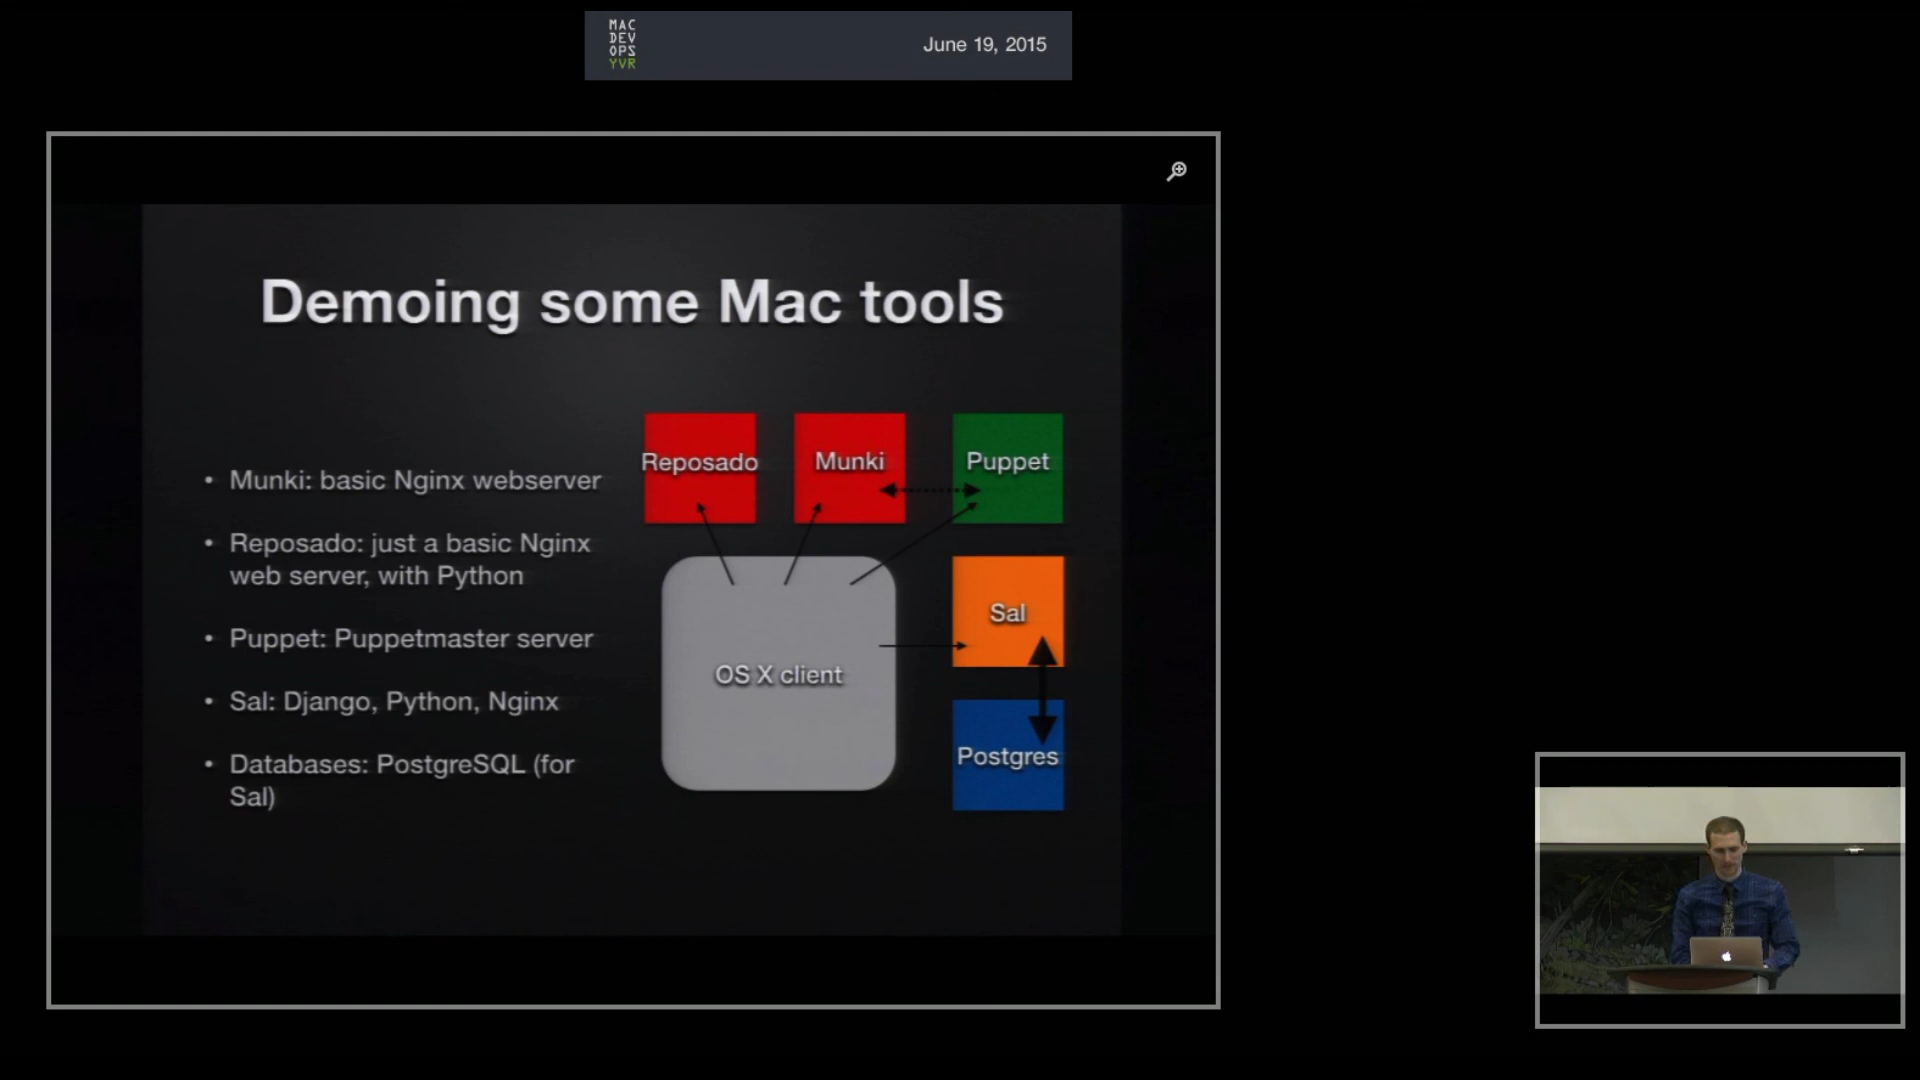 MAC
DEV
OPS
YVR
June 19, 2015
Demoing some Mac tools
• Munki: basic Nginx webserver
• Reposado: just a basic Nginx
web server, with Python
• Puppet: Puppetmaster server
• Sal: Django, Python, Nginx
• Databases: PostgreSQL (for
Sal)
Reposado
Munki
Puppet
Sal
OS X client
Postgres